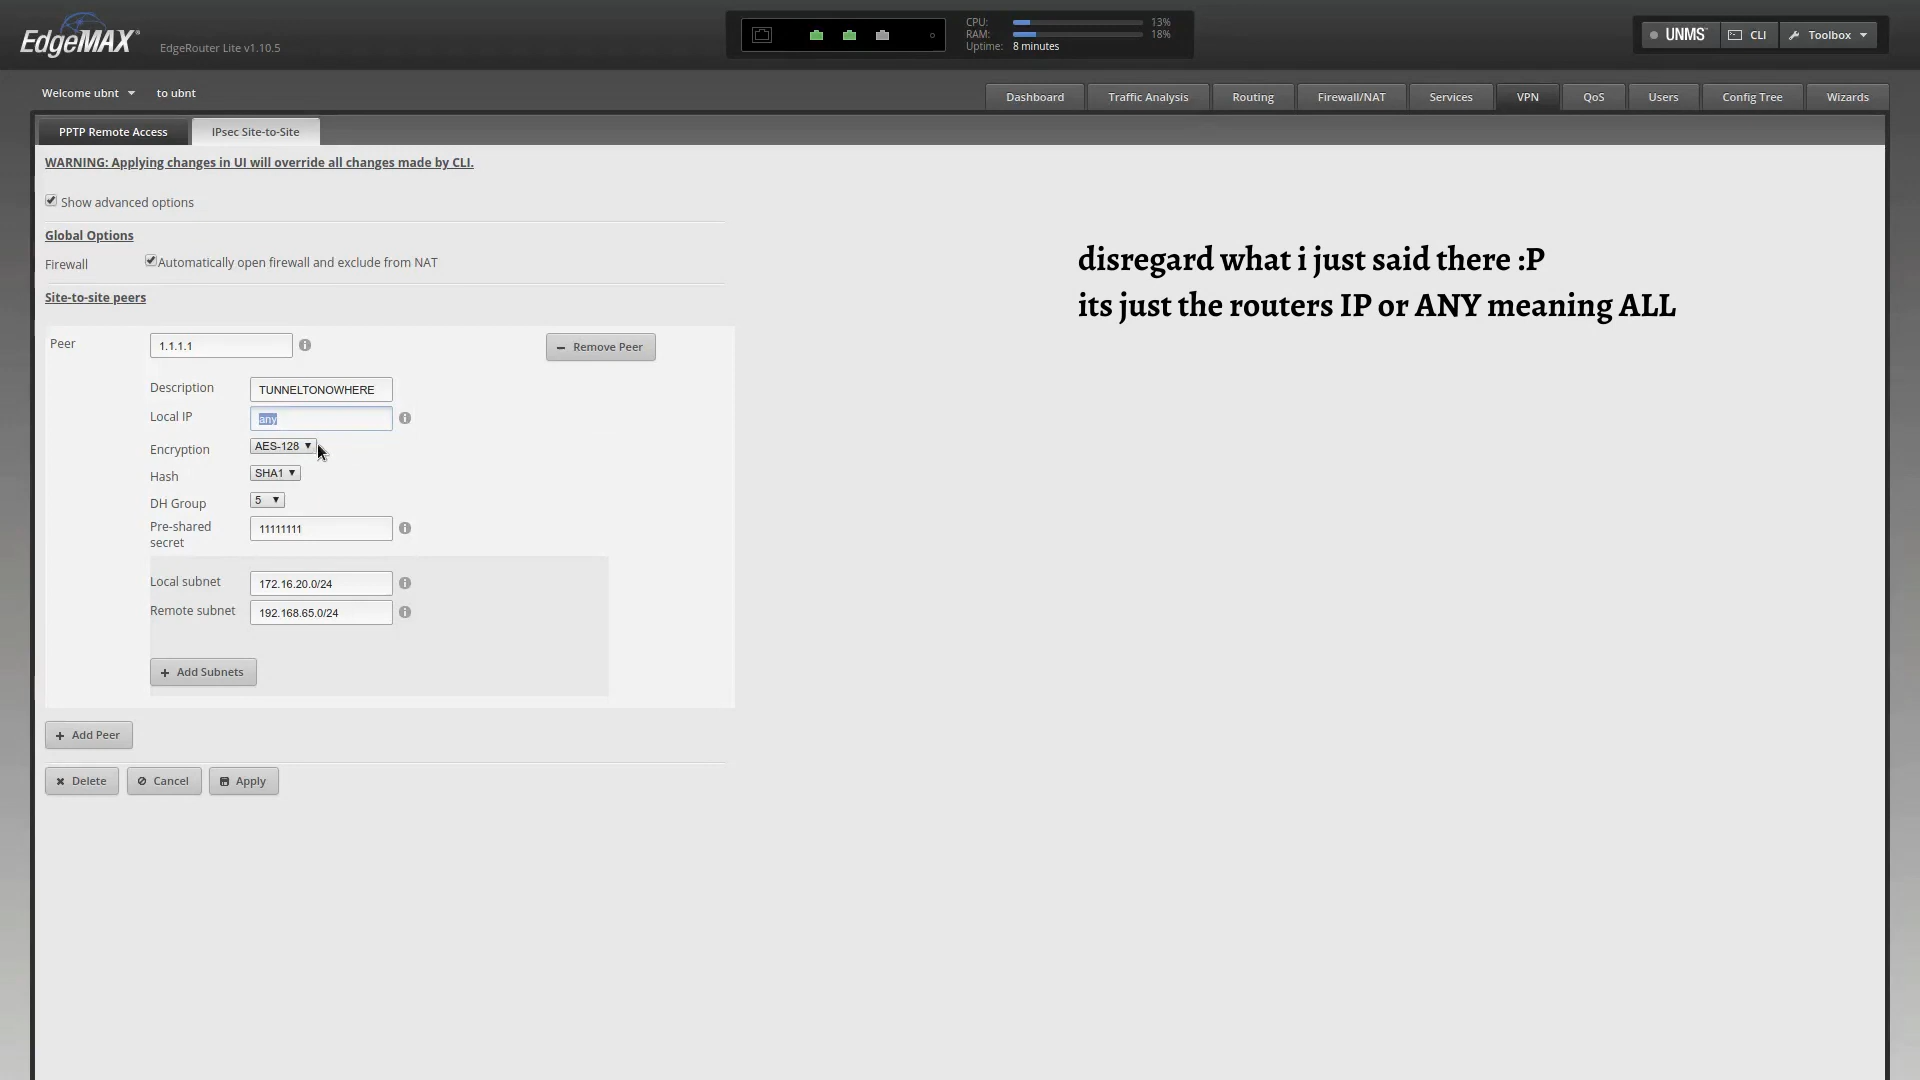 EdgeMAX®
EdgeRouter Lite v1.10.5
CPU: 13%
RAM: 18%
Uptime: 8 minutes
UNMS
CLI
Toolbox
Welcome ubnt
to ubnt
Dashboard
Traffic Analysis
Routing
Firewall/NAT
Services
VPN
QoS
Users
Config Tree
Wizards
PPTP Remote Access
IPsec Site-to-Site
WARNING: Applying changes in UI will override all changes made by CLI.
Show advanced options
Global Options
Firewall
Automatically open firewall and exclude from NAT
Site-to-site peers
disregard what i just said there :P
its just the routers IP or ANY meaning ALL
Peer
1.1.1.1
Remove Peer
Description
TUNNELTONOWHERE
Local IP
any
Encryption
AES-128
Hash
SHA1
DH Group
5
Pre-shared
secret
11111111
Local subnet
172.16.20.0/24
Remote subnet
192.168.65.0/24
+ Add Subnets
+ Add Peer
Delete
Cancel
Apply